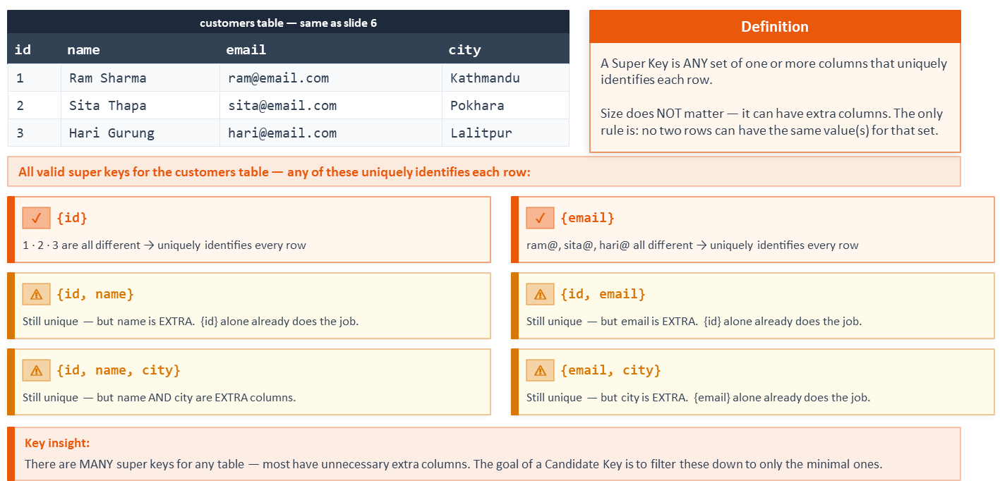 customers table — same as slide 6
id name email city
1 Ram Sharma ram@email.com Kathmandu
2 Sita Thapa sita@email.com Pokhara
3 Hari Gurung hari@email.com Lalitpur
Definition
A Super Key is ANY set of one or more columns that uniquely
identifies each row.
Size does NOT matter — it can have extra columns. The only
rule is: no two rows can have the same value(s) for that set.
All valid super keys for the customers table — any of these uniquely identifies each row:
✓ {id}
1 · 2 · 3 are all different → uniquely identifies every row
✓ {email}
ram@, sita@, hari@ all different → uniquely identifies every row
⚠ {id, name}
Still unique — but name is EXTRA. {id} alone already does the job.
⚠ {id, email}
Still unique — but email is EXTRA. {id} alone already does the job.
⚠ {id, name, city}
Still unique — but name AND city are EXTRA columns.
⚠ {email, city}
Still unique — but city is EXTRA. {email} alone already does the job.
Key insight:
There are MANY super keys for any table — most have unnecessary extra columns. The goal of a Candidate Key is to filter these down to only the minimal ones.